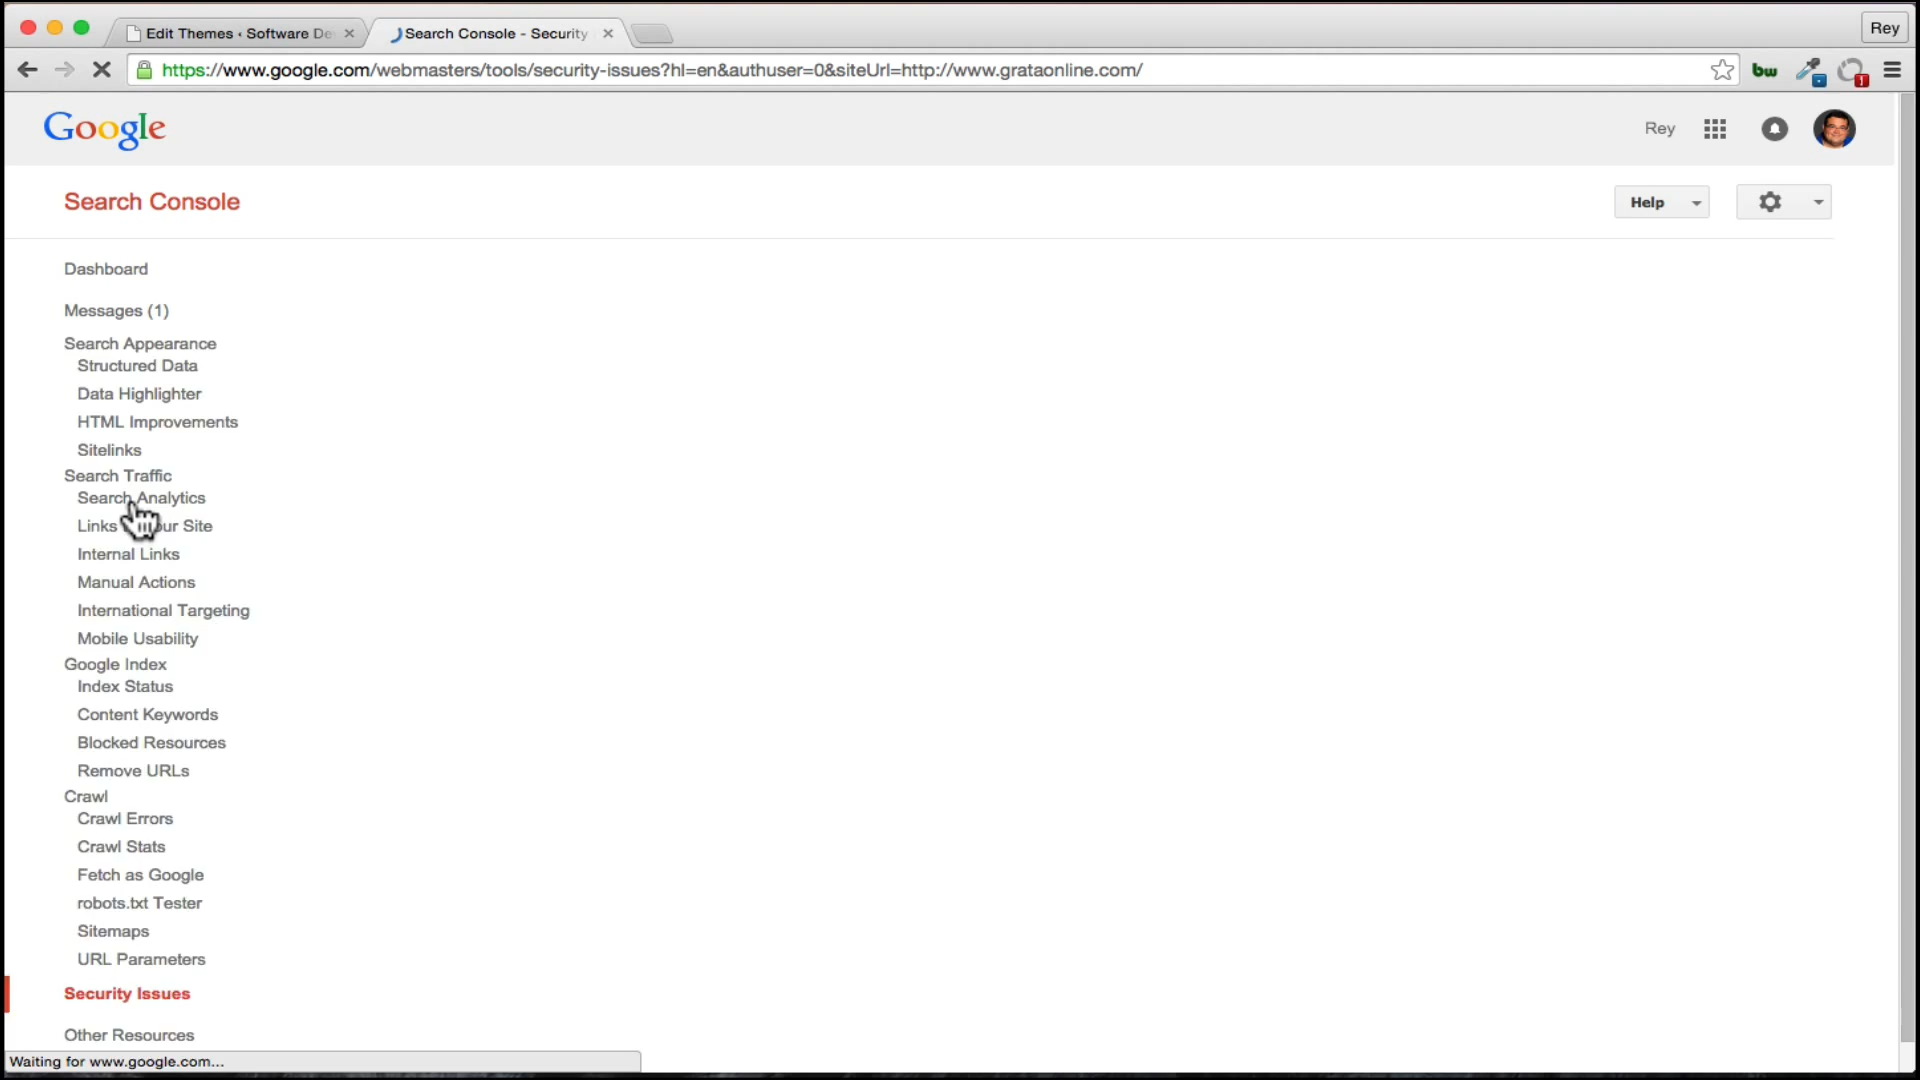 Edit Themes ‹ Software De
Search Console - Security
Rey
https://www.google.com/webmasters/tools/security-issues?hl=en&authuser=0&siteUrl=http://www.grataonline.com/
bw
Google
Rey
Search Console
Help
Dashboard
Messages (1)
Search Appearance
Structured Data
Data Highlighter
HTML Improvements
Sitelinks
Search Traffic
Search Analytics
Links our Site
Internal Links
Manual Actions
International Targeting
Mobile Usability
Google Index
Index Status
Content Keywords
Blocked Resources
Remove URLs
Crawl
Crawl Errors
Crawl Stats
Fetch as Google
robots.txt Tester
Sitemaps
URL Parameters
Security Issues
Other Resources
Waiting for www.google.com...